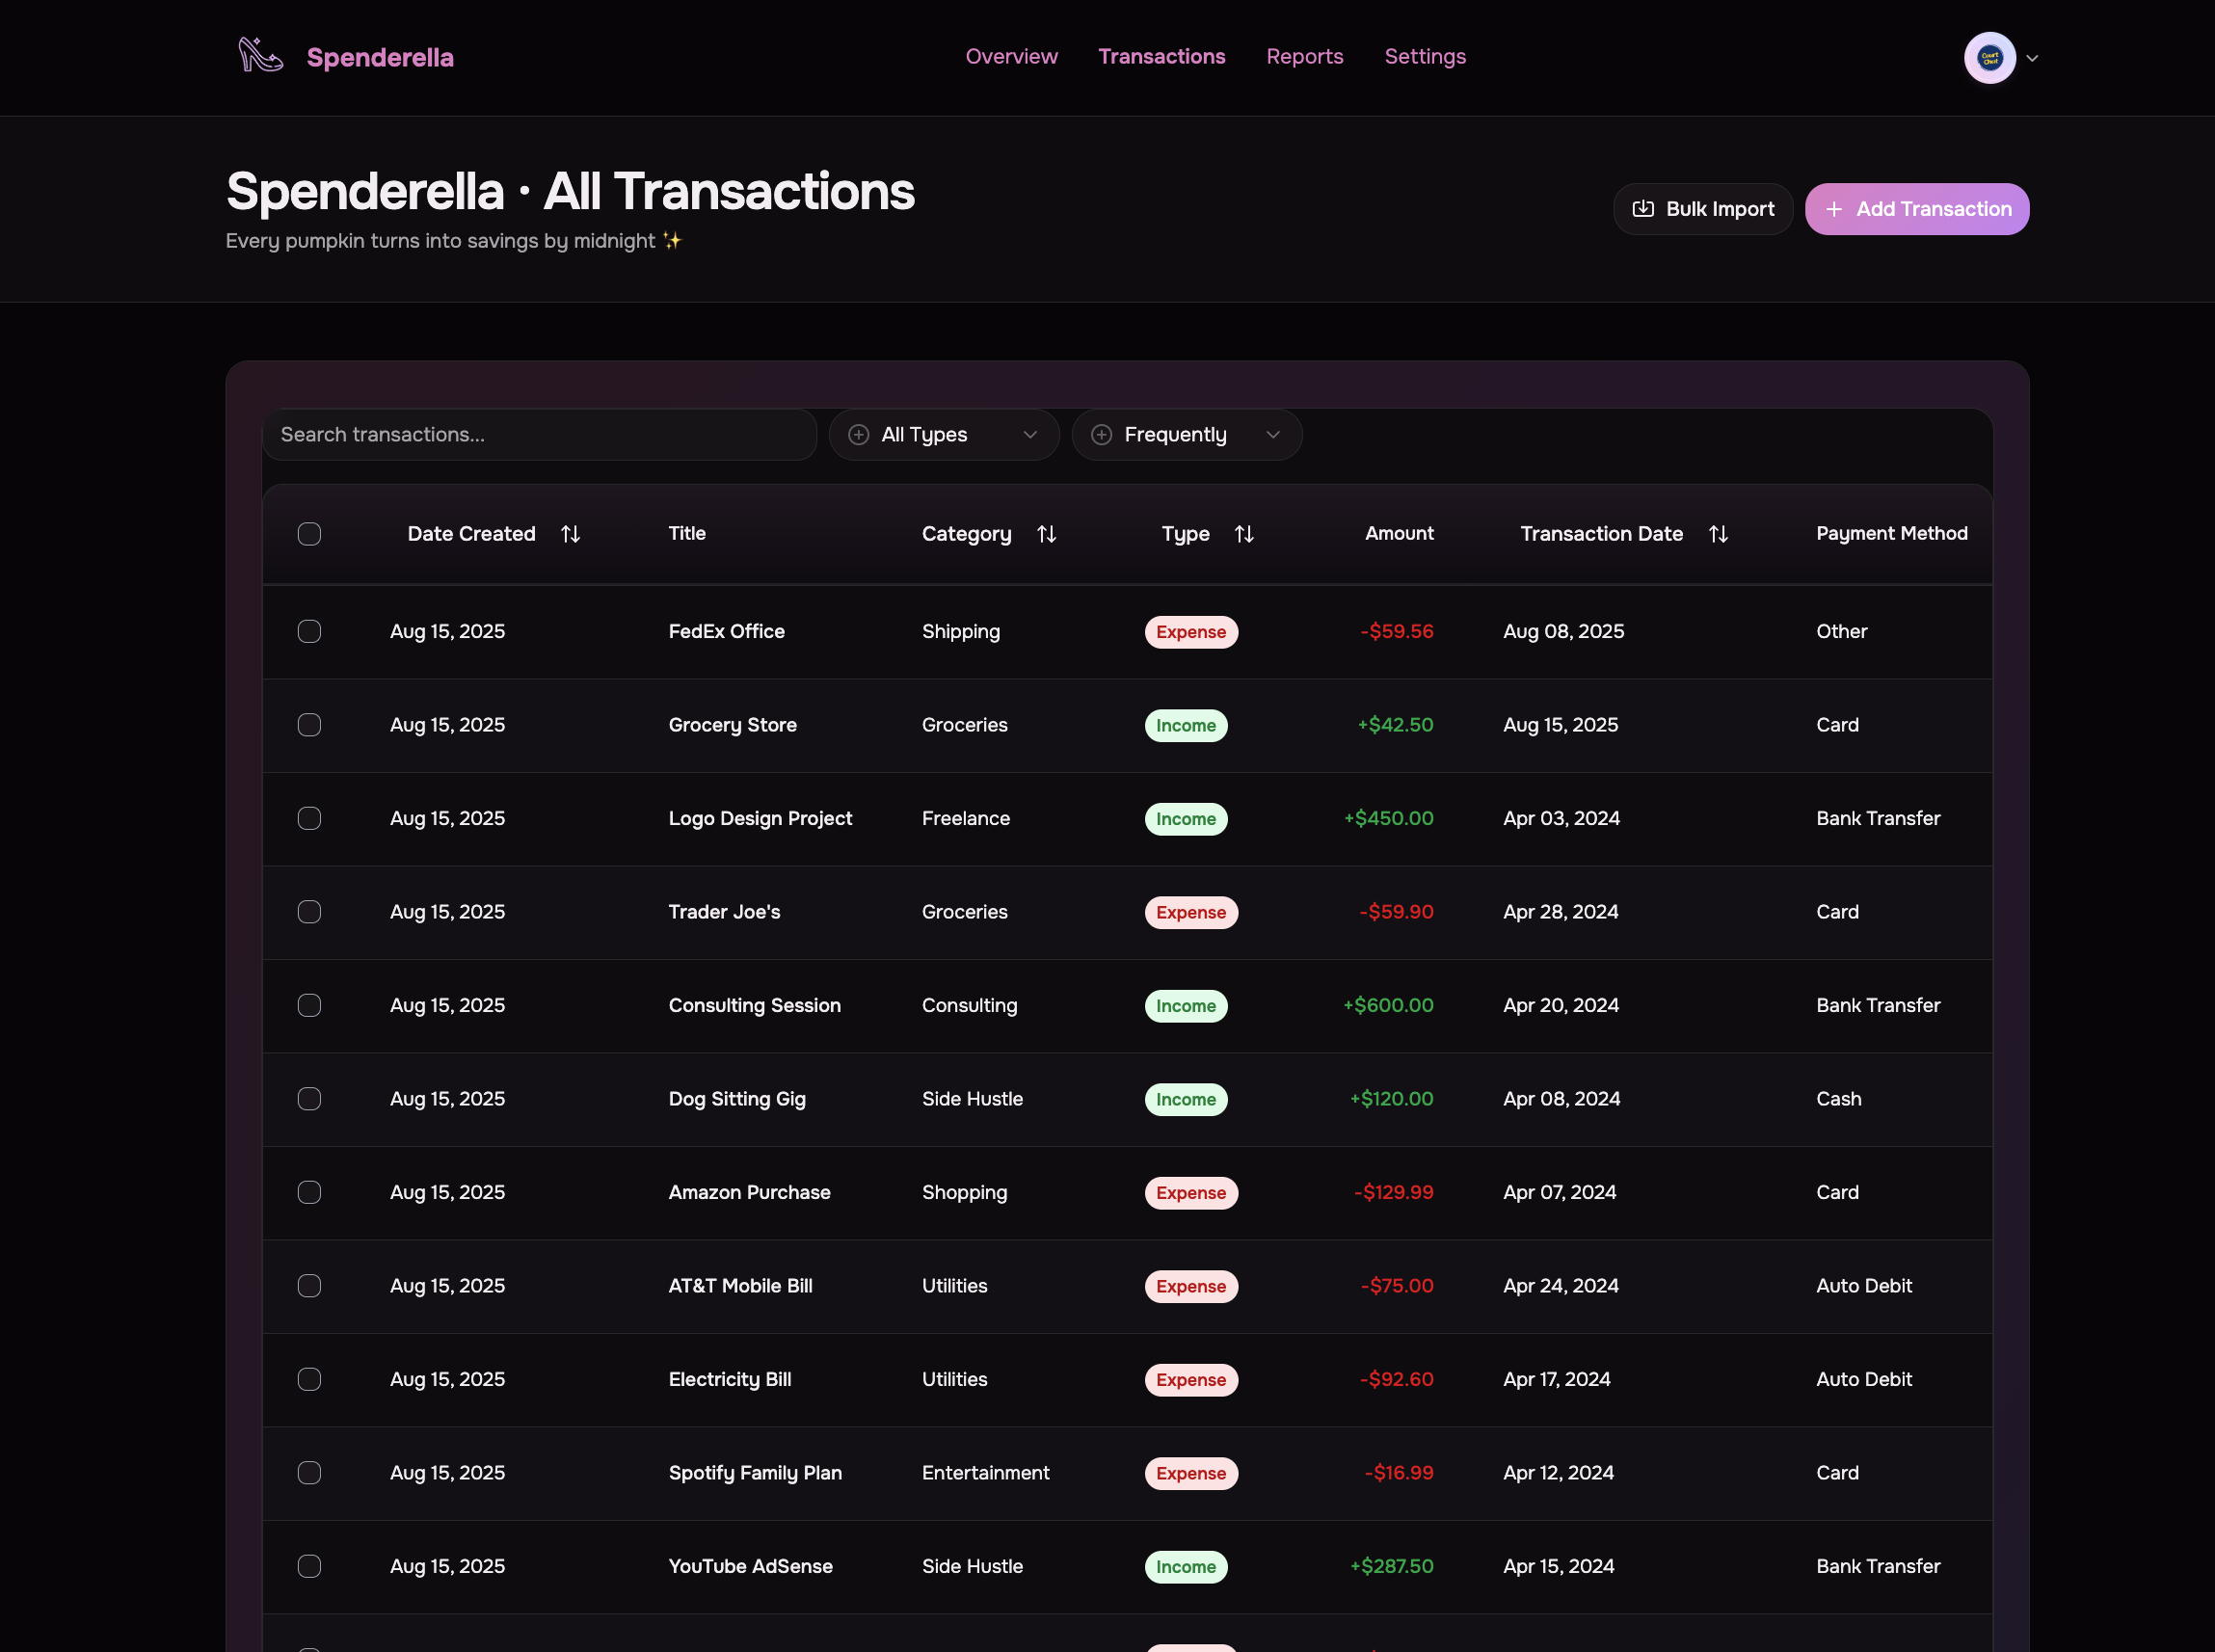 Spenderella
Overview Transactions Reports Settings
Court
Chat
Spenderella · All Transactions
Every pumpkin turns into savings by midnight ✨
Bulk Import
Add Transaction
Search transactions...
All Types
Frequently
Date Created Title Category Type Amount Transaction Date Payment Method
Aug 15, 2025 FedEx Office Shipping Expense -$59.56 Aug 08, 2025 Other
Aug 15, 2025 Grocery Store Groceries Income +$42.50 Aug 15, 2025 Card
Aug 15, 2025 Logo Design Project Freelance Income +$450.00 Apr 03, 2024 Bank Transfer
Aug 15, 2025 Trader Joe's Groceries Expense -$59.90 Apr 28, 2024 Card
Aug 15, 2025 Consulting Session Consulting Income +$600.00 Apr 20, 2024 Bank Transfer
Aug 15, 2025 Dog Sitting Gig Side Hustle Income +$120.00 Apr 08, 2024 Cash
Aug 15, 2025 Amazon Purchase Shopping Expense -$129.99 Apr 07, 2024 Card
Aug 15, 2025 AT&T Mobile Bill Utilities Expense -$75.00 Apr 24, 2024 Auto Debit
Aug 15, 2025 Electricity Bill Utilities Expense -$92.60 Apr 17, 2024 Auto Debit
Aug 15, 2025 Spotify Family Plan Entertainment Expense -$16.99 Apr 12, 2024 Card
Aug 15, 2025 YouTube AdSense Side Hustle Income +$287.50 Apr 15, 2024 Bank Transfer